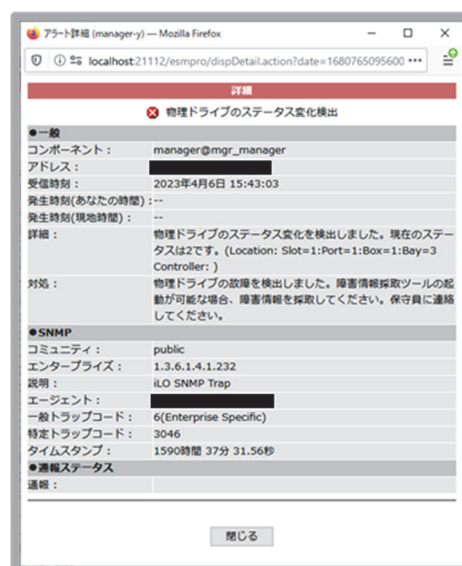 アラート詳細 (manager-y) — Mozilla Firefox
localhost:21112/esmpro/dispDetail.action?date=1680765095600
詳細
物理ドライブのステータス変化検出
●一般
コンポーネント： manager@mgr_manager
アドレス：
受信時刻： 2023年4月6日 15:43:03
発生時刻(あなたの時間)：--
発生時刻(現地時間)： --
詳細： 物理ドライブのステータス変化を検出しました。現在のステー
タスは2です。(Location: Slot=1:Port=1:Box=1:Bay=3
Controller: )
対処： 物理ドライブの故障を検出しました。障害情報採取ツールの起
動が可能な場合、障害情報を採取してください。保守員に連絡
してください。
●SNMP
コミュニティ： public
エンタープライズ： 1.3.6.1.4.1.232
説明： iLO SNMP Trap
エージェント：
一般トラップコード： 6(Enterprise Specific)
特定トラップコード： 3046
タイムスタンプ： 1590時間 37分 31.56秒
●通報ステータス
通報：
閉じる